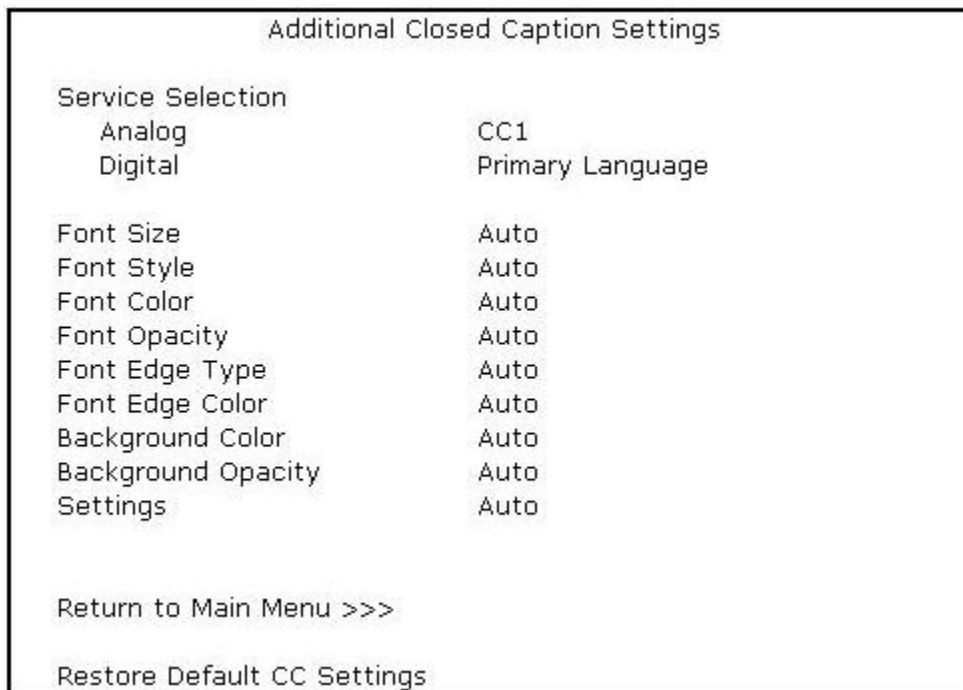 Additional Closed Caption Settings
Service Selection
Analog CC1
Digital Primary Language
Font Size Auto
Font Style Auto
Font Color Auto
Font Opacity Auto
Font Edge Type Auto
Font Edge Color Auto
Background Color Auto
Background Opacity Auto
Settings Auto
Return to Main Menu >>>
Restore Default CC Settings